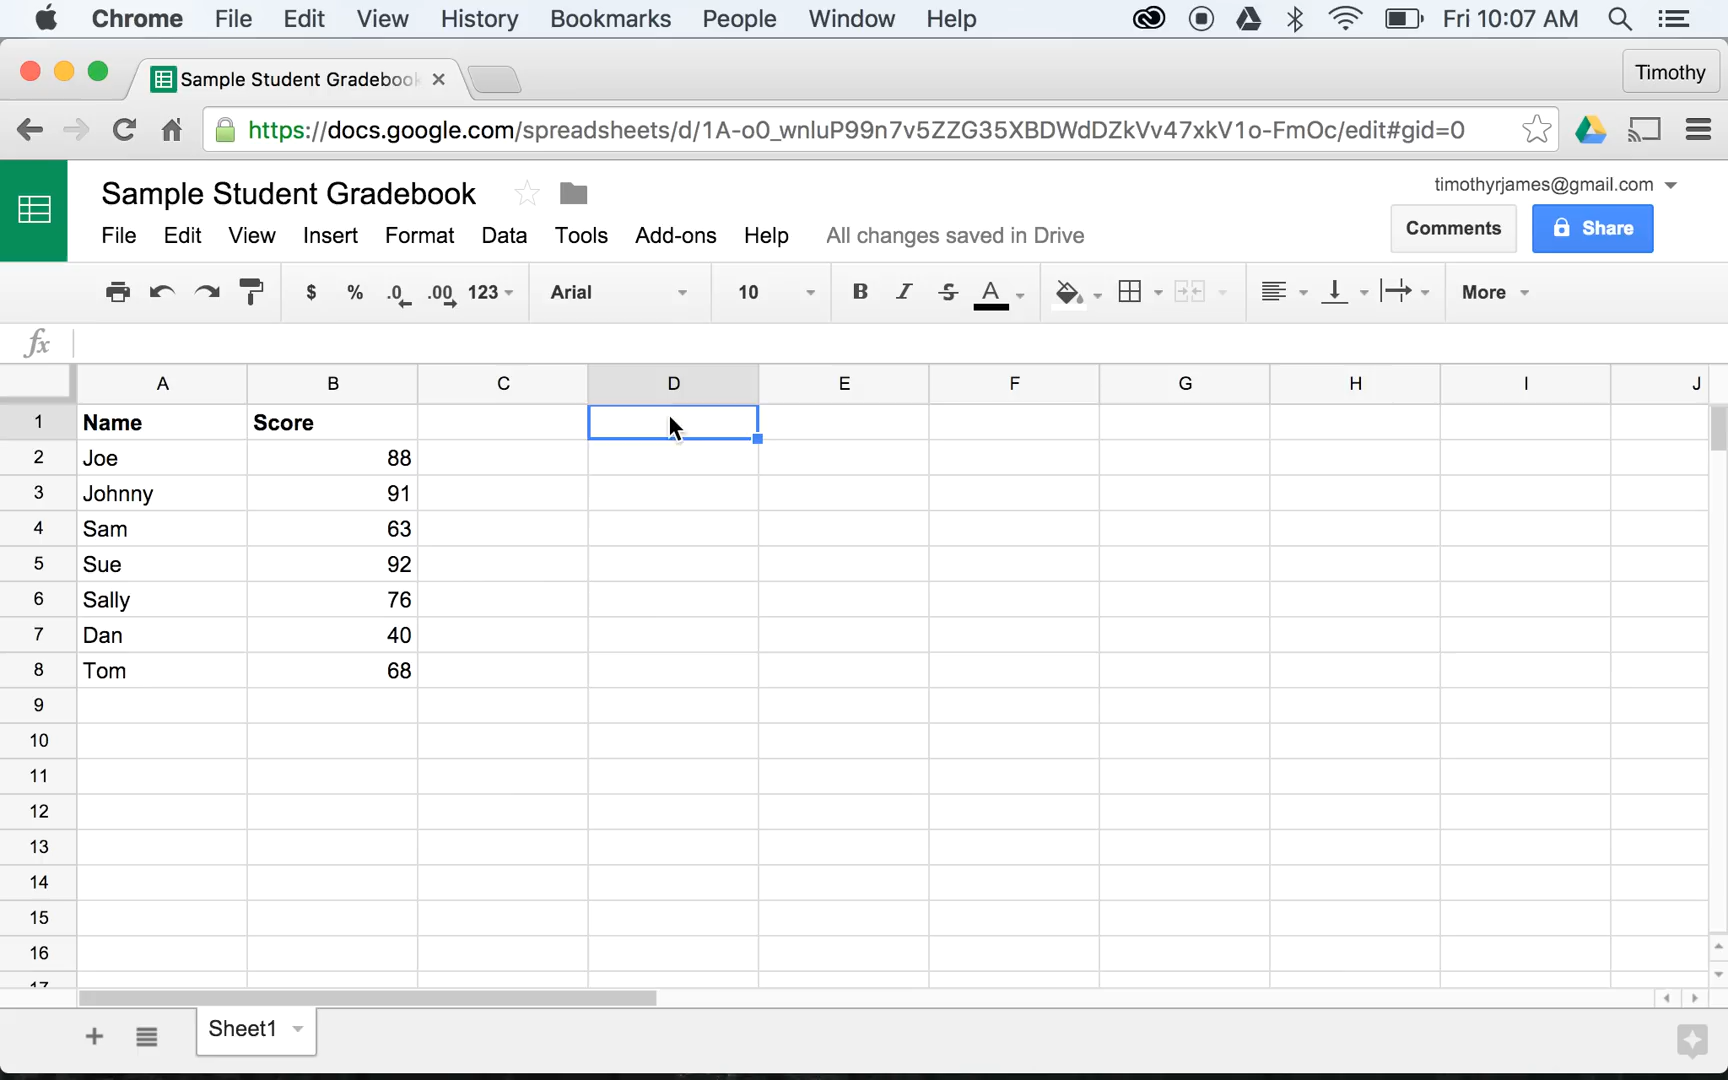 Chrome File Edit View History Bookmarks People Window Help Fri 10:07 AM
Sample Student Gradebook Timothy
https://docs.google.com/spreadsheets/d/1A-o0_wnluP99n7v5ZZG35XBDWdDZkVv47xkV1o-FmOc/edit#gid=0
Sample Student Gradebook timothyrjames@gmail.com
File Edit View Insert Format Data Tools Add-ons Help All changes saved in Drive Comments Share
$ % .0 .00 123 Arial 10 B I S A More
fx
A B C D E F G H I J
1 Name Score
2 Joe 88
3 Johnny 91
4 Sam 63
5 Sue 92
6 Sally 76
7 Dan 40
8 Tom 68
9
10
11
12
13
14
15
16
17
+ Sheet1